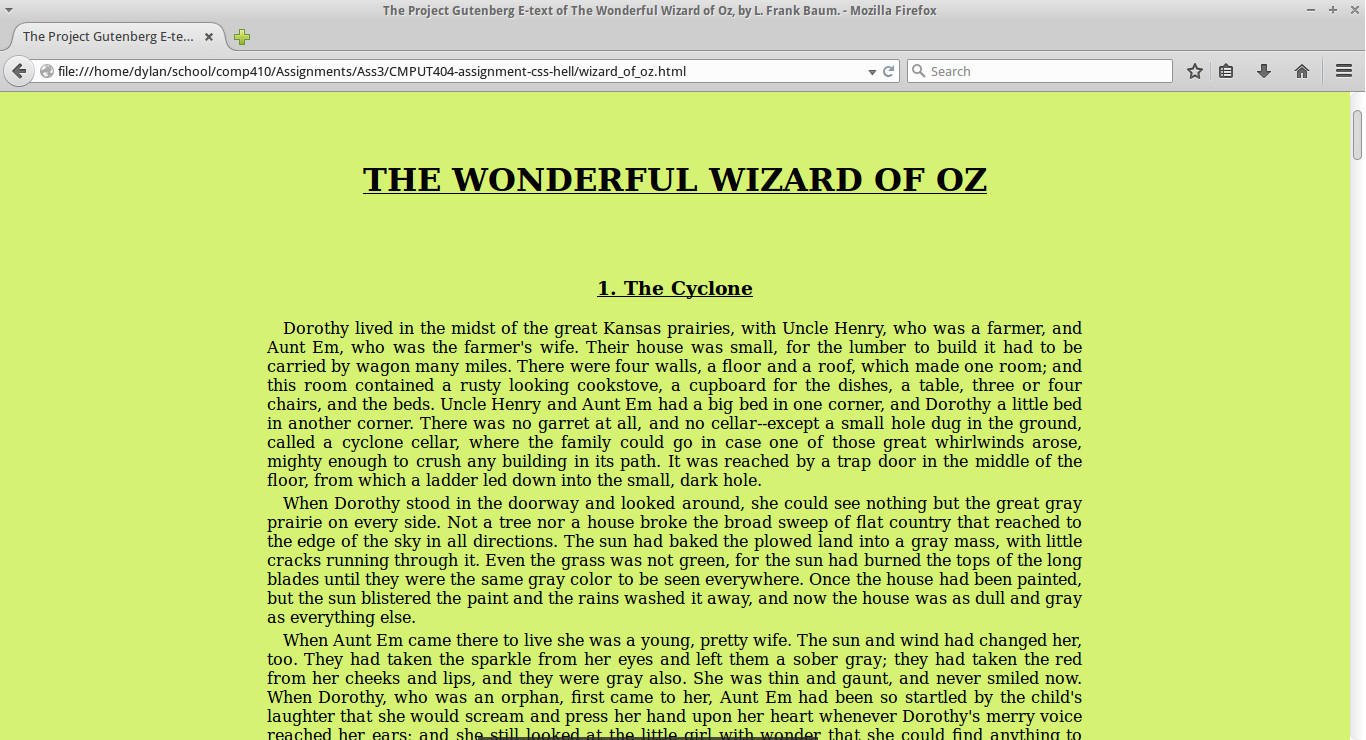 The Project Gutenberg E-text of The Wonderful Wizard of Oz, by L. Frank Baum. - Mozilla Firefox
The Project Gutenberg E-te...
file:///home/dylan/school/comp410/Assignments/Ass3/CMPUT404-assignment-css-hell/wizard_of_oz.html
Search
THE WONDERFUL WIZARD OF OZ
1. The Cyclone
Dorothy lived in the midst of the great Kansas prairies, with Uncle Henry, who was a farmer, and
Aunt Em, who was the farmer's wife. Their house was small, for the lumber to build it had to be
carried by wagon many miles. There were four walls, a floor and a roof, which made one room; and
this room contained a rusty looking cookstove, a cupboard for the dishes, a table, three or four
chairs, and the beds. Uncle Henry and Aunt Em had a big bed in one corner, and Dorothy a little bed
in another corner. There was no garret at all, and no cellar--except a small hole dug in the ground,
called a cyclone cellar, where the family could go in case one of those great whirlwinds arose,
mighty enough to crush any building in its path. It was reached by a trap door in the middle of the
floor, from which a ladder led down into the small, dark hole.
When Dorothy stood in the doorway and looked around, she could see nothing but the great gray
prairie on every side. Not a tree nor a house broke the broad sweep of flat country that reached to
the edge of the sky in all directions. The sun had baked the plowed land into a gray mass, with little
cracks running through it. Even the grass was not green, for the sun had burned the tops of the long
blades until they were the same gray color to be seen everywhere. Once the house had been painted,
but the sun blistered the paint and the rains washed it away, and now the house was as dull and gray
as everything else.
When Aunt Em came there to live she was a young, pretty wife. The sun and wind had changed her,
too. They had taken the sparkle from her eyes and left them a sober gray; they had taken the red
from her cheeks and lips, and they were gray also. She was thin and gaunt, and never smiled now.
When Dorothy, who was an orphan, first came to her, Aunt Em had been so startled by the child's
laughter that she would scream and press her hand upon her heart whenever Dorothy's merry voice
reached her ears; and she still looked at the little girl with wonder that she could find anything to